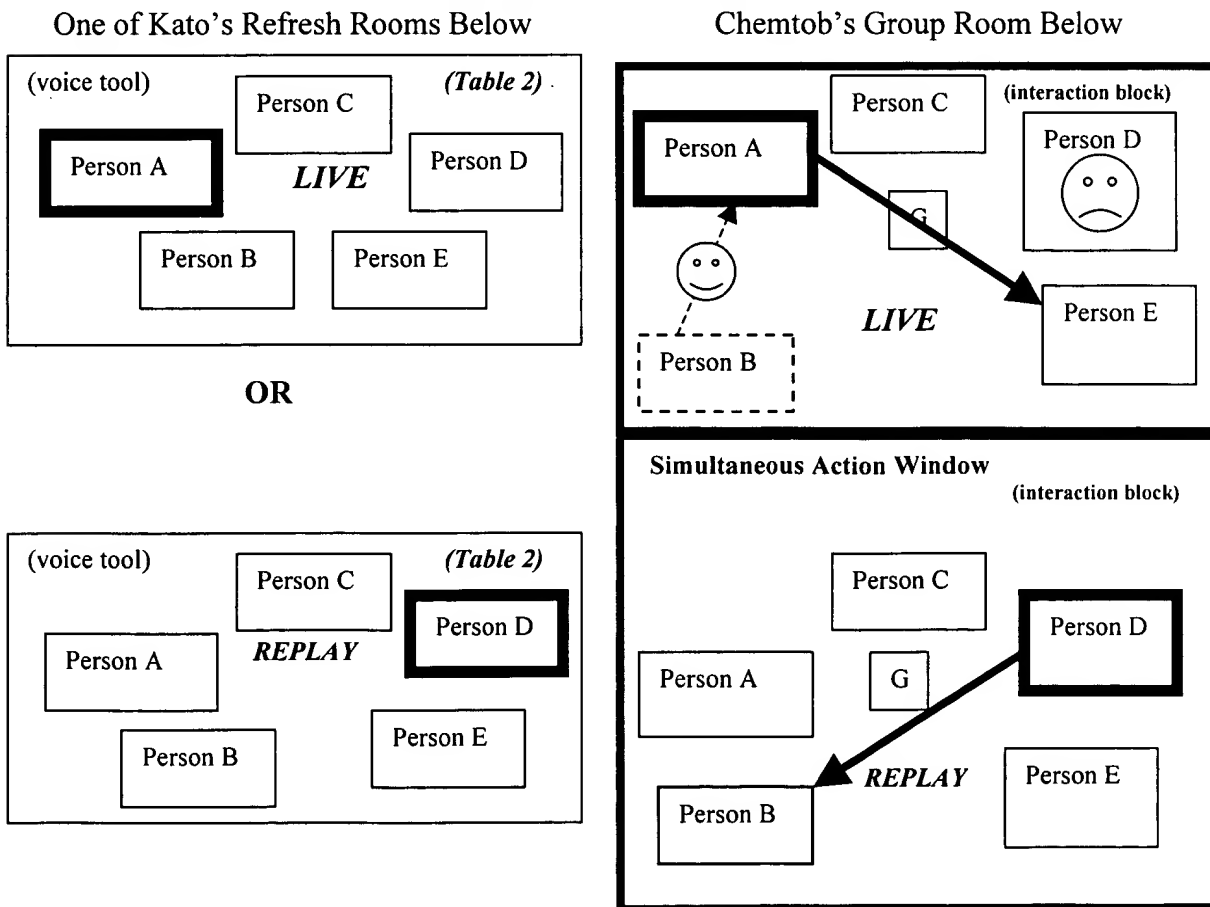 One of Kato's Refresh Rooms Below
(voice tool)
(Table 2)
Person C
Person A
LIVE
Person D
Person B
Person E
OR
(voice tool)
(Table 2)
Person C
Person D
REPLAY
Person A
Person E
Person B
Chemtob's Group Room Below
Person C
(interaction block)
Person A
Person D
G
Person E
LIVE
Person B
Simultaneous Action Window
(interaction block)
Person C
Person D
Person A
G
Person E
REPLAY
Person B